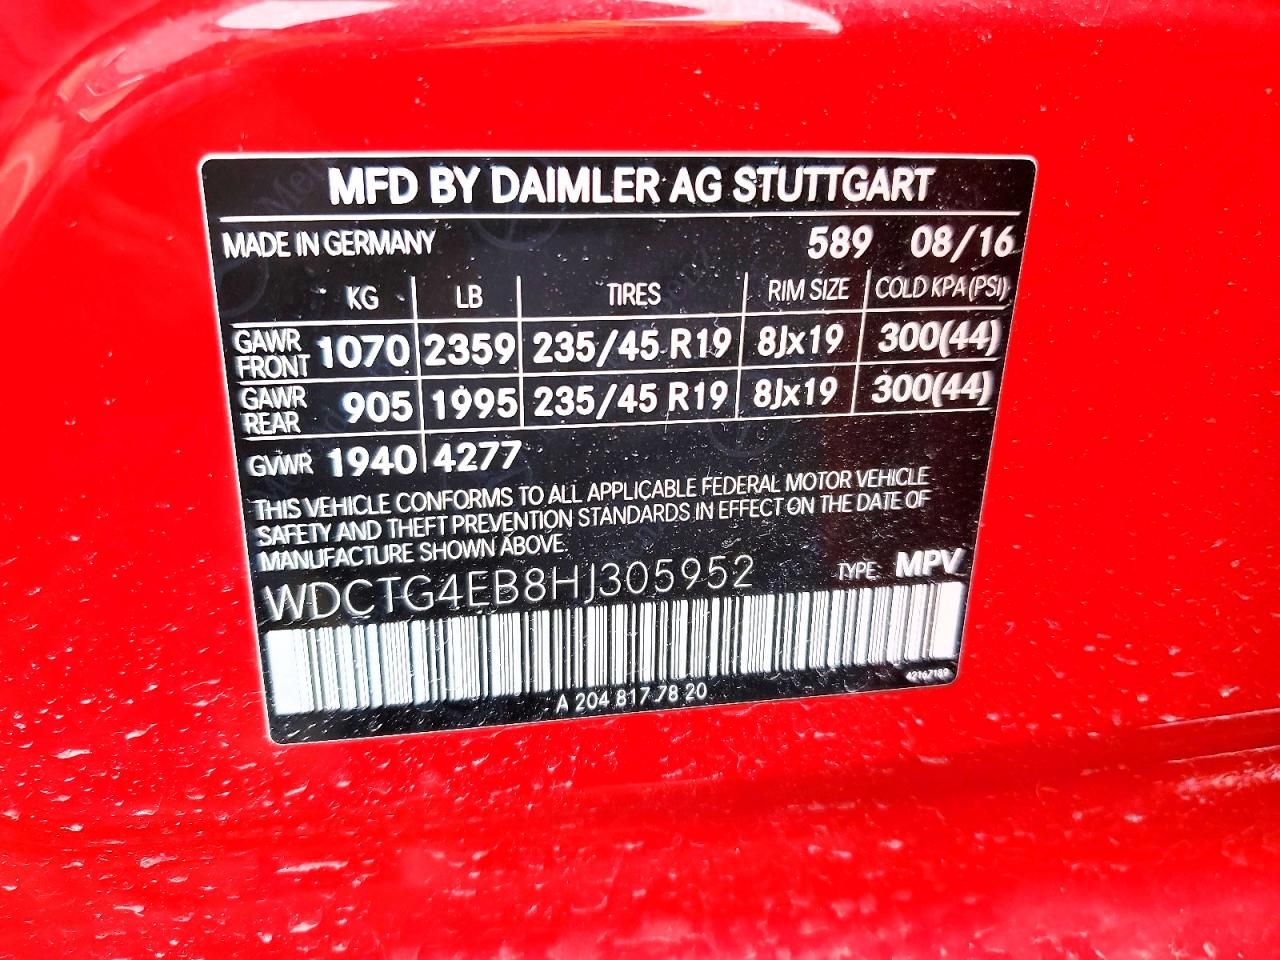 MFD BY DAIMLER AG STUTTGART
MADE IN GERMANY 589 08/16
KG LB TIRES RIM SIZE COLD KPA (PSI)
GAWR FRONT 1070 2359 235/45 R19 8Jx19 300(44)
GAWR REAR 905 1995 235/45 R19 8Jx19 300(44)
GVWR 1940 4277
THIS VEHICLE CONFORMS TO ALL APPLICABLE FEDERAL MOTOR VEHICLE
SAFETY AND THEFT PREVENTION STANDARDS IN EFFECT ON THE DATE OF
MANUFACTURE SHOWN ABOVE.
WDCTG4EB8HJ305952 TYPE: MPV
A 204 817 78 20
42167189